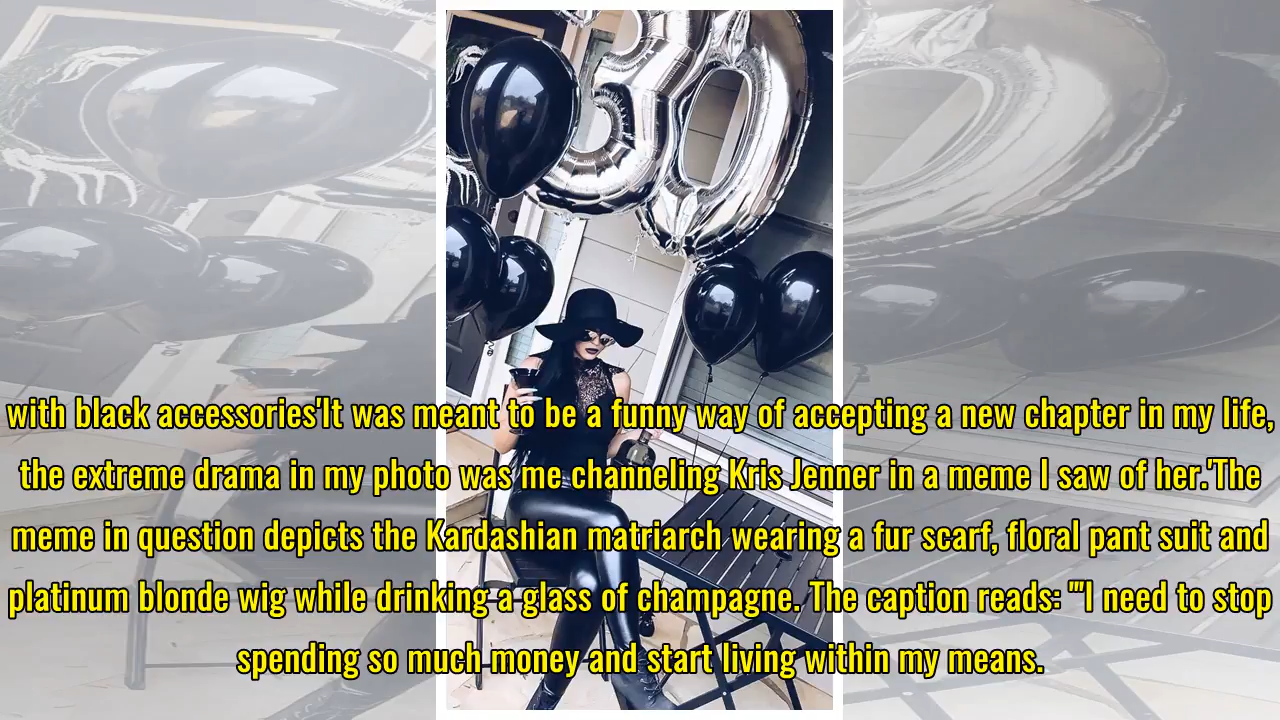 30
with black accessories'It was meant to be a funny way of accepting a new chapter in my life,
the extreme drama in my photo was me channeling Kris Jenner in a meme I saw of her.'The
meme in question depicts the Kardashian matriarch wearing a fur scarf, floral pant suit and
platinum blonde wig while drinking a glass of champagne. The caption reads: '"I need to stop
spending so much money and start living within my means.